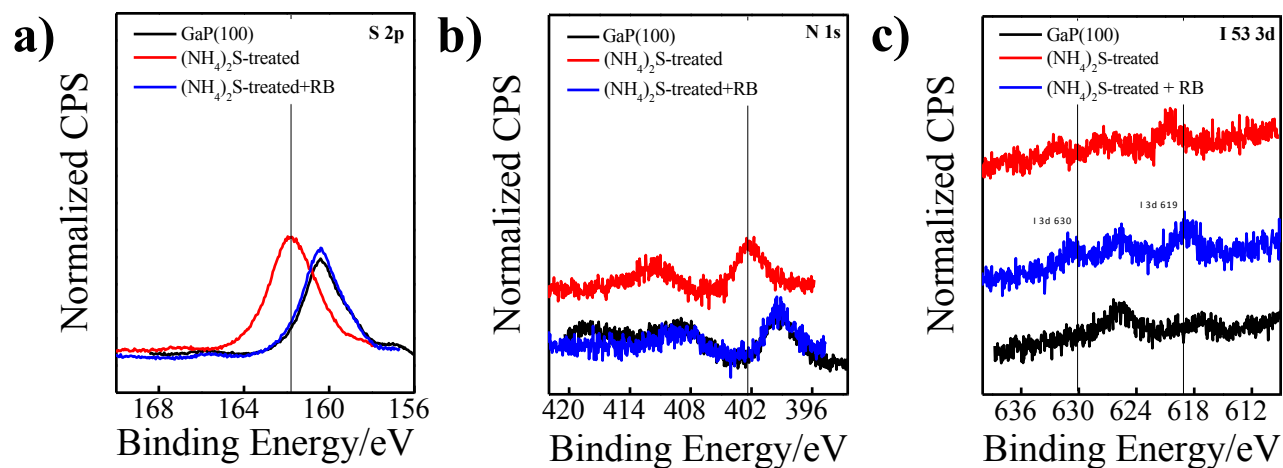 a)
S 2p
GaP(100)
(NH4)2S-treated
(NH4)2S-treated+RB
Normalized CPS
168 164 160 156
Binding Energy/eV
b)
N 1s
GaP(100)
(NH4)2S-treated
(NH4)2S-treated+RB
Normalized CPS
420 414 408 402 396
Binding Energy/eV
c)
I 53 3d
GaP(100)
(NH4)2S-treated
(NH4)2S-treated + RB
I 3d 630
I 3d 619
Normalized CPS
636 630 624 618 612
Binding Energy/eV